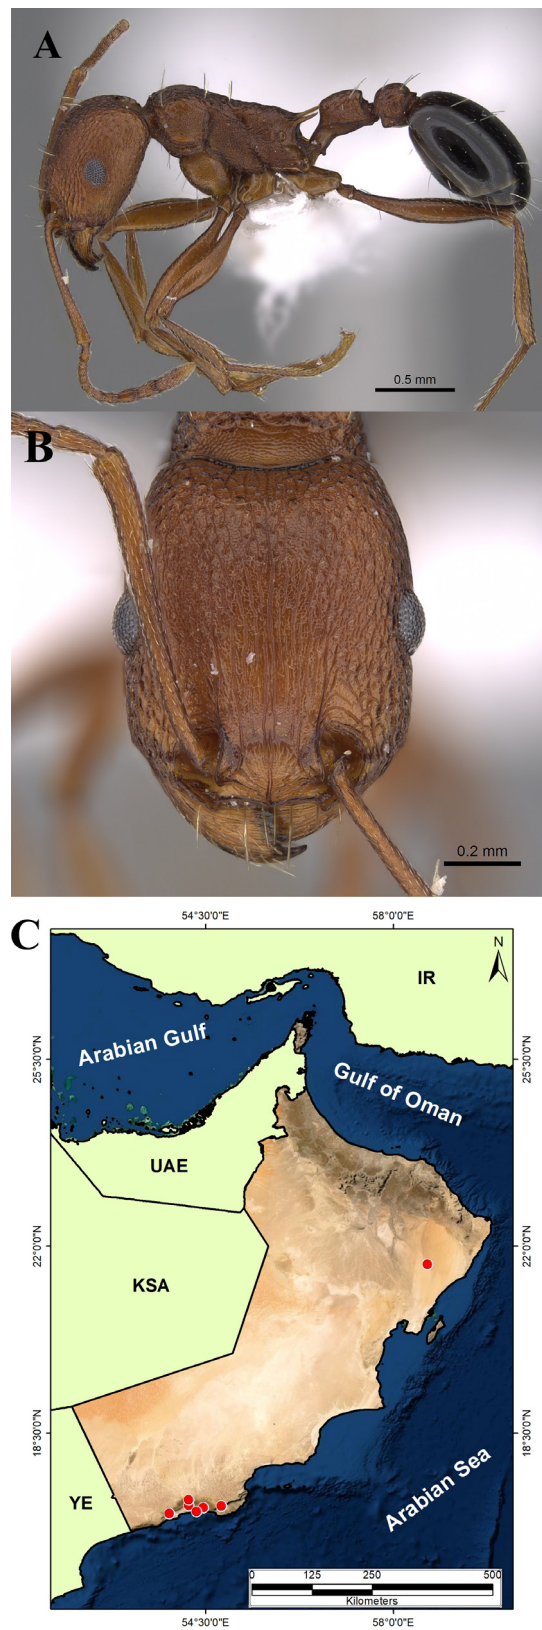 A
0.5 mm
B
0.2 mm
C
54°30'0"E
58°0'0"E
N
IR
Arabian Gulf
25°30'0"N
25°30'0"N
Gulf of Oman
UAE
22°0'0"N
22°0'0"N
KSA
18°30'0"N
18°30'0"N
YE
Arabian Sea
0
125
250
500
Kilometers
54°30'0"E
58°0'0"E